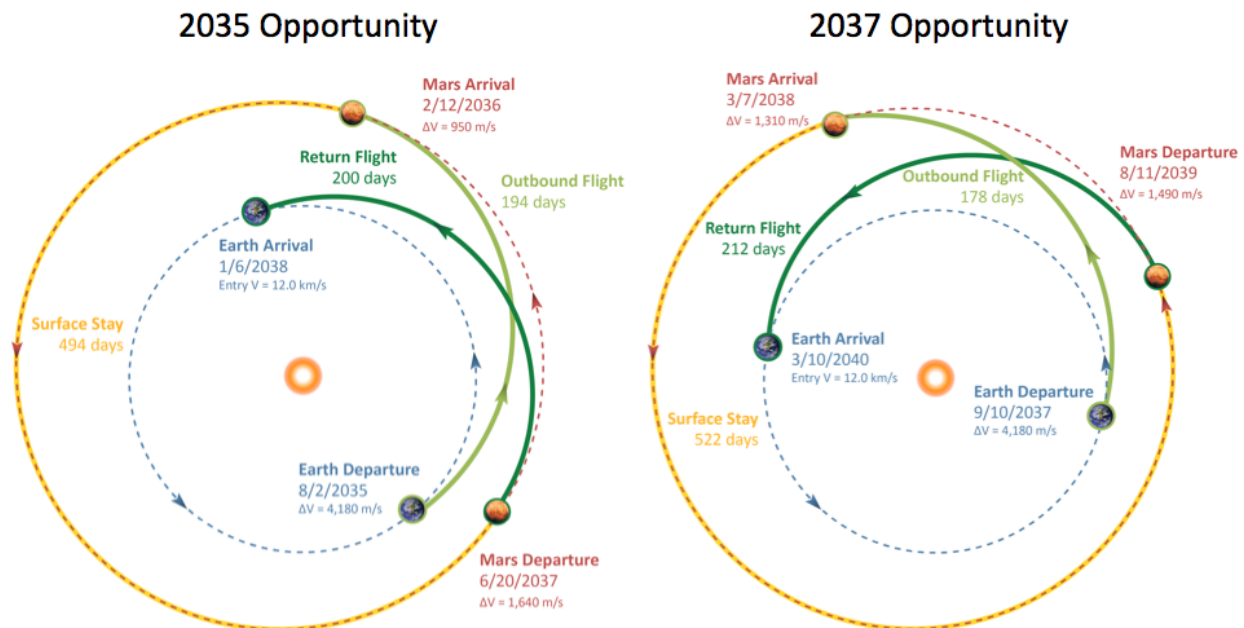 2035 Opportunity
Mars Arrival
2/12/2036
ΔV = 950 m/s
Return Flight
200 days
Outbound Flight
194 days
Earth Arrival
1/6/2038
Entry V = 12.0 km/s
Surface Stay
494 days
Earth Departure
8/2/2035
ΔV = 4,180 m/s
Mars Departure
6/20/2037
ΔV = 1,640 m/s
2037 Opportunity
Mars Arrival
3/7/2038
ΔV = 1,310 m/s
Mars Departure
8/11/2039
ΔV = 1,490 m/s
Outbound Flight
178 days
Return Flight
212 days
Earth Arrival
3/10/2040
Entry V = 12.0 km/s
Earth Departure
9/10/2037
ΔV = 4,180 m/s
Surface Stay
522 days